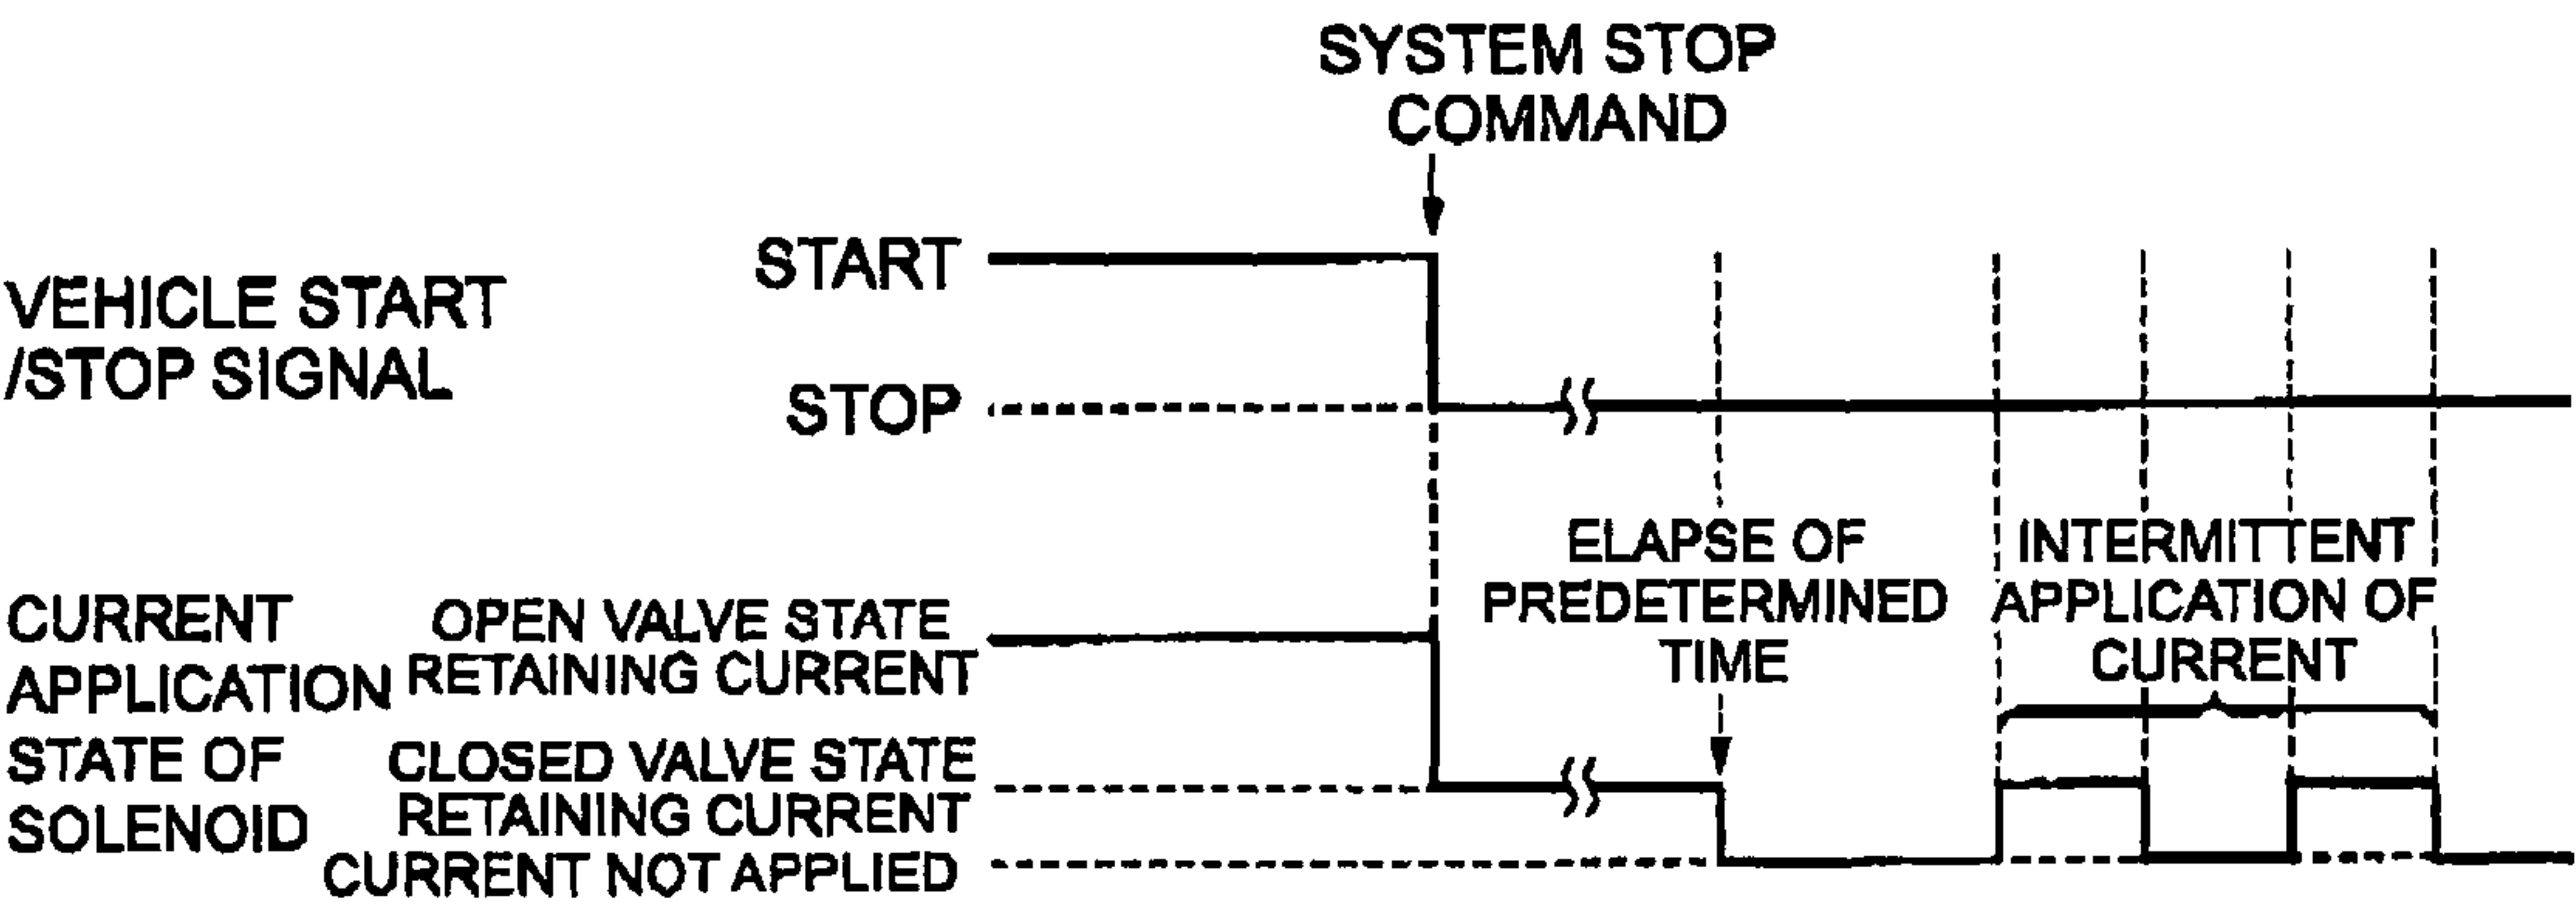 SYSTEM STOP
COMMAND
VEHICLE START
/STOP SIGNAL
START
STOP
ELAPSE OF
PREDETERMINED
TIME
INTERMITTENT
APPLICATION OF
CURRENT
CURRENT
APPLICATION
STATE OF
SOLENOID
OPEN VALVE STATE
RETAINING CURRENT
CLOSED VALVE STATE
RETAINING CURRENT
CURRENT NOT APPLIED